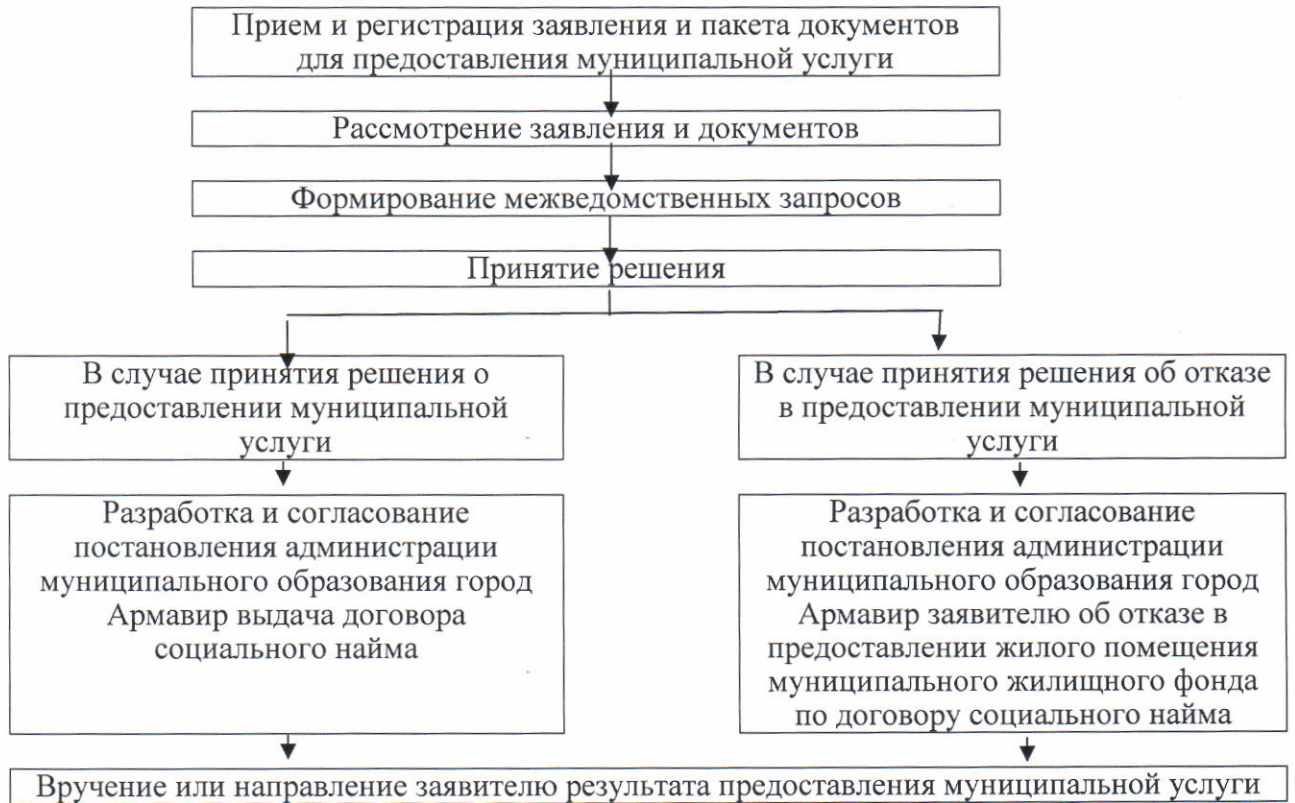 Прием и регистрация заявления и пакета документов
для предоставления муниципальной услуги
Рассмотрение заявления и документов
Формирование межведомственных запросов
Принятие решения
В случае принятия решения о
предоставлении муниципальной
услуги
В случае принятия решения об отказе
в предоставлении муниципальной
услуги
Разработка и согласование
постановления администрации
муниципального образования город
Армавир выдача договора
социального найма
Разработка и согласование
постановления администрации
муниципального образования город
Армавир заявителю об отказе в
предоставлении жилого помещения
муниципального жилищного фонда
по договору социального найма
Вручение или направление заявителю результата предоставления муниципальной услуги